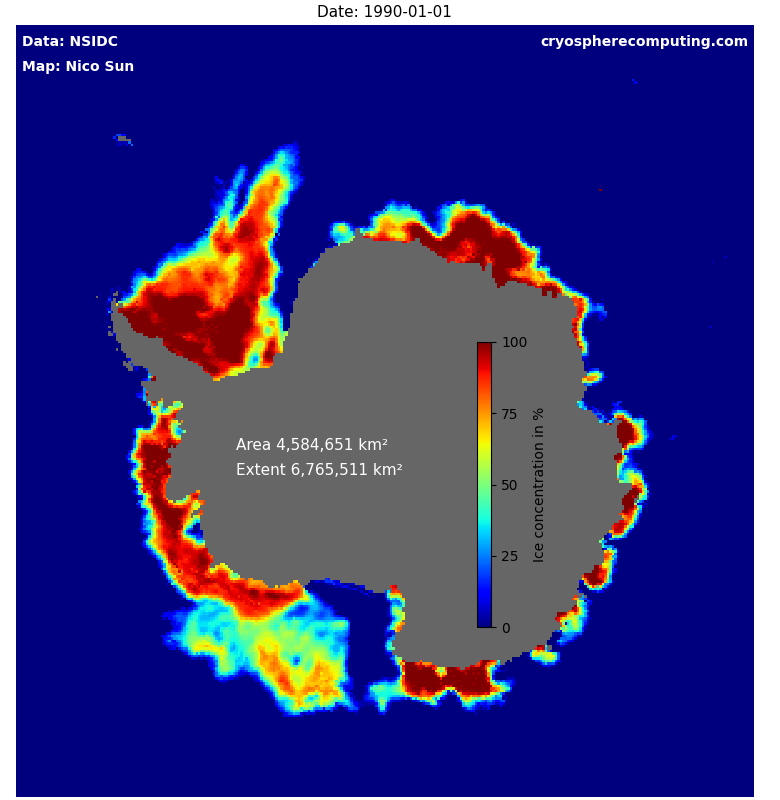 Date: 1990-01-01
Data: NSIDC
cryospherecomputing.com
Map: Nico Sun
Area 4,584,651 km²
Extent 6,765,511 km²
100
75
50
25
0
Ice concentration in %